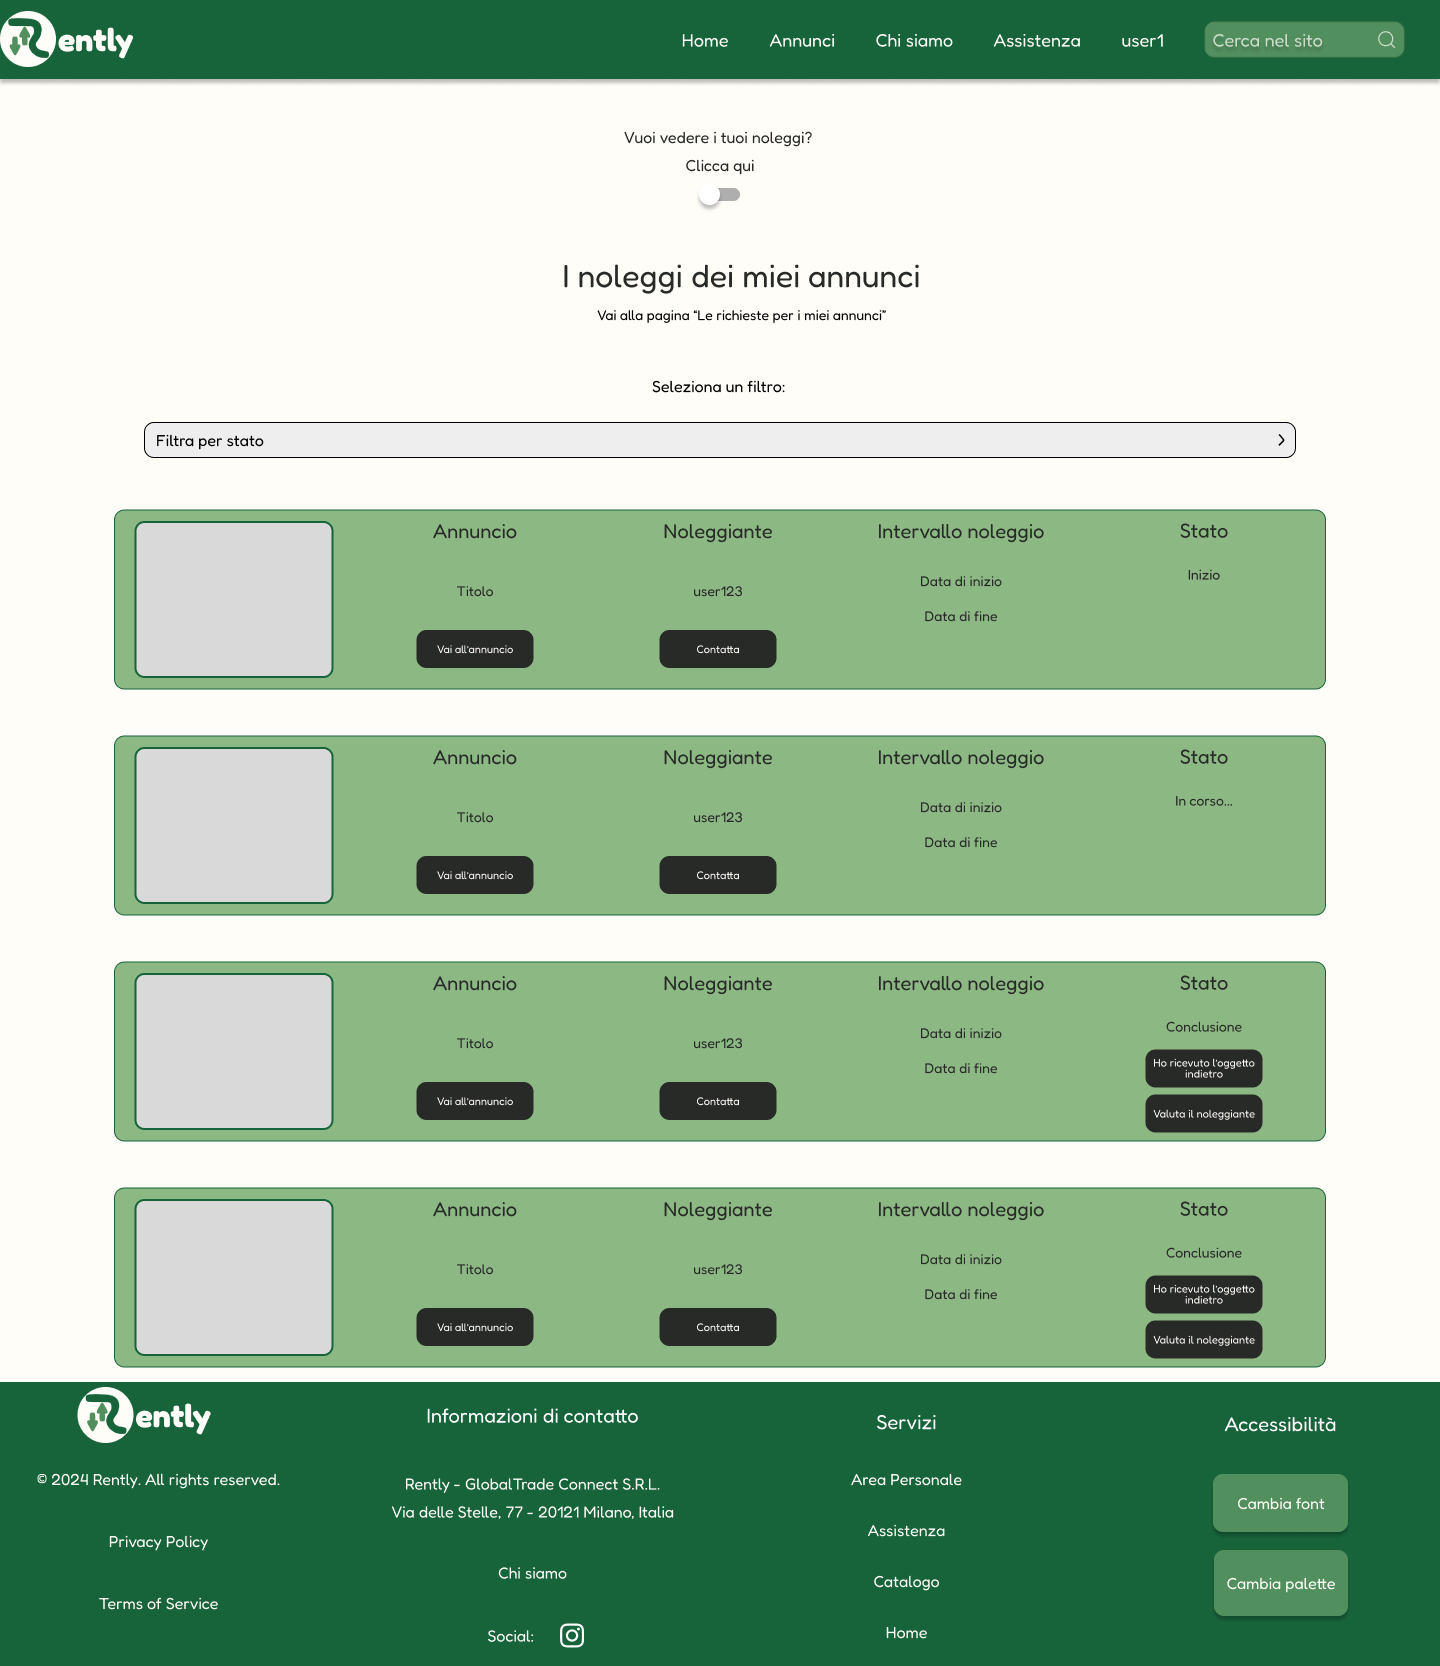 Rently
Home
Annunci
Chi siamo
Assistenza
user1
Cerca nel sito
Vuoi vedere i tuoi noleggi?
Clicca qui
I noleggi dei miei annunci
Vai alla pagina “Le richieste per i miei annunci”
Seleziona un filtro:
Filtra per stato
Annuncio
Noleggiante
Intervallo noleggio
Stato
Titolo
user123
Data di inizio
Data di fine
Inizio
Vai all'annuncio
Contatta
Annuncio
Noleggiante
Intervallo noleggio
Stato
Titolo
user123
Data di inizio
Data di fine
In corso...
Vai all'annuncio
Contatta
Annuncio
Noleggiante
Intervallo noleggio
Stato
Titolo
user123
Data di inizio
Data di fine
Conclusione
Vai all'annuncio
Contatta
Ho ricevuto l'oggetto
indietro
Valuta il noleggiante
Annuncio
Noleggiante
Intervallo noleggio
Stato
Titolo
user123
Data di inizio
Data di fine
Conclusione
Vai all'annuncio
Contatta
Ho ricevuto l'oggetto
indietro
Valuta il noleggiante
Rently
© 2024 Rently. All rights reserved.
Privacy Policy
Terms of Service
Informazioni di contatto
Rently - GlobalTrade Connect S.R.L.
Via delle Stelle, 77 - 20121 Milano, Italia
Chi siamo
Social:
Servizi
Area Personale
Assistenza
Catalogo
Home
Accessibilità
Cambia font
Cambia palette